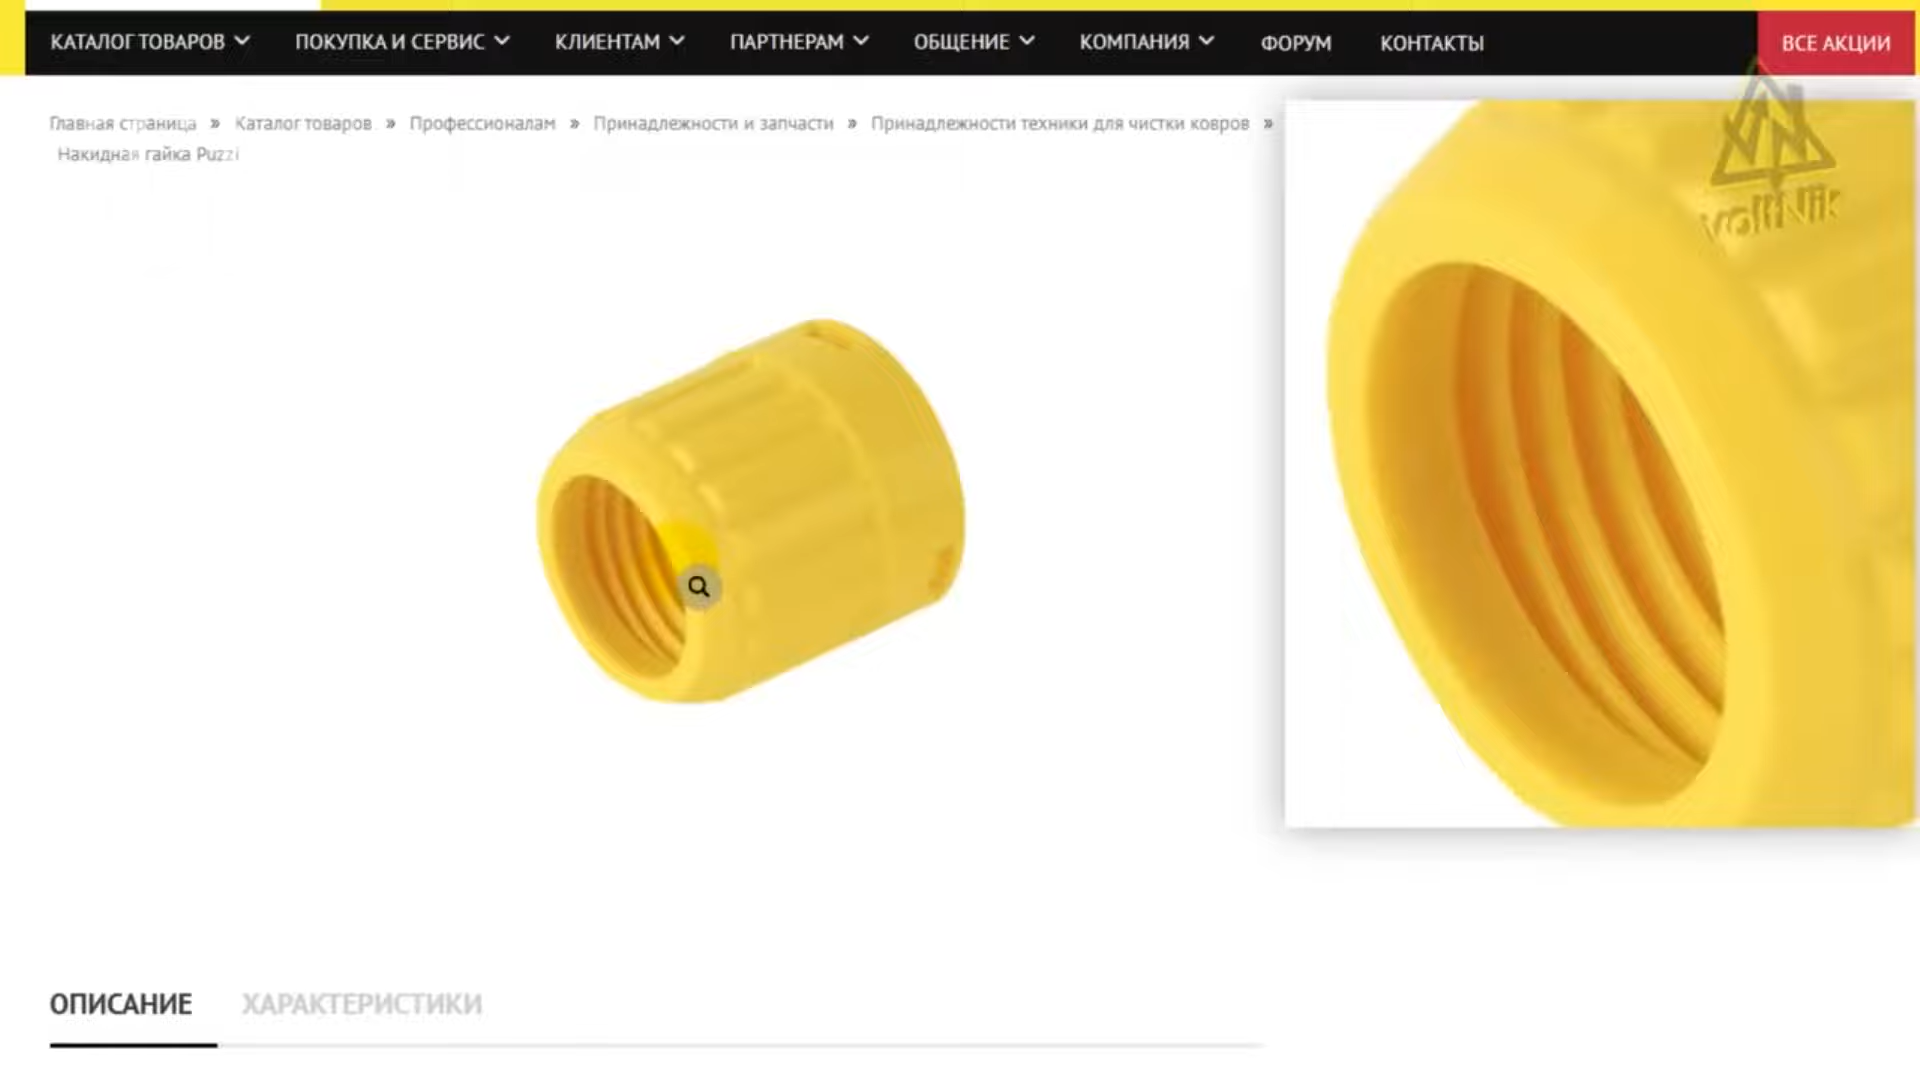 КАТАЛОГ ТОВАРОВ ПОКУПКА И СЕРВИС КЛИЕНТАМ ПАРТНЕРАМ ОБЩЕНИЕ КОМПАНИЯ ФОРУМ КОНТАКТЫ ВСЕ АКЦИИ
Главная страница » Каталог товаров » Профессионалам » Принадлежности и запчасти » Принадлежности техники для чистки ковров »
Накидная гайка Puzzi
VoltNik
ОПИСАНИЕ ХАРАКТЕРИСТИКИ